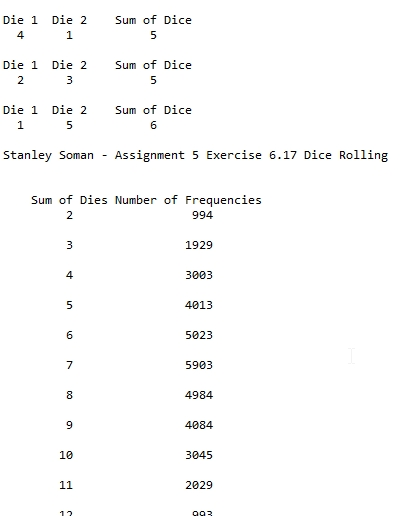 Die 1  Die 2    Sum of Dice
4      1           5
Die 1  Die 2    Sum of Dice
2      3           5
Die 1  Die 2    Sum of Dice
1      5           6
Stanley Soman - Assignment 5 Exercise 6.17 Dice Rolling
Sum of Dies Number of Frequencies
2                 994
3                1929
4                3003
5                4013
6                5023
7                5903
8                4984
9                4084
10                3045
11                2029
12                 993